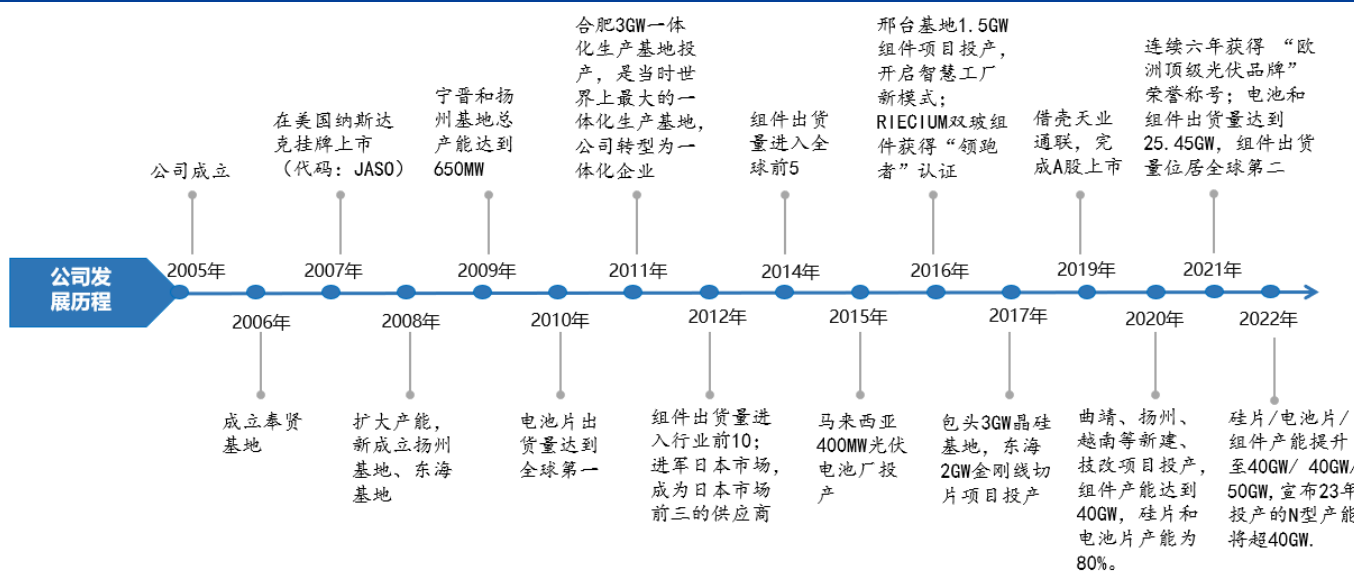 公司发
展历程
公司成立
2005年
2006年
成立奉贤
基地
在美国纳斯达
克挂牌上市
（代码：JASO）
2007年
2008年
扩大产能，
新成立扬州
基地、东海
基地
宁晋和扬
州基地总
产能达到
650MW
2009年
2010年
电池片出
货量达到
全球第一
合肥3GW一体
化生产基地投
产，是当时世
界上最大的一
体化生产基地，
公司转型为一
体化企业
2011年
2012年
组件出货量进
入行业前10；
进军日本市场，
成为日本市场
前三的供应商
组件出货
量进入全
球前5
2014年
2015年
马来西亚
400MW光伏
电池厂投
产
邢台基地1.5GW
组件项目投产，
开启智慧工厂
新模式；
RIECIUM双玻组
件获得“领跑
者”认证
2016年
2017年
包头3GW晶硅
基地，东海
2GW金刚线切
片项目投产
借壳天业
通联，完
成A股上市
2019年
2020年
曲靖、扬州、
越南等新建、
技改项目投产，
组件产能达到
40GW，硅片和
电池片产能为
80%。
连续六年获得 “欧
洲顶级光伏品牌”
荣誉称号；电池和
组件出货量达到
25.45GW，组件出货
量位居全球第二
2021年
2022年
硅片/电池片/
组件产能提升
至40GW/ 40GW/
50GW,宣布23年
投产的N型产能
将超40GW.